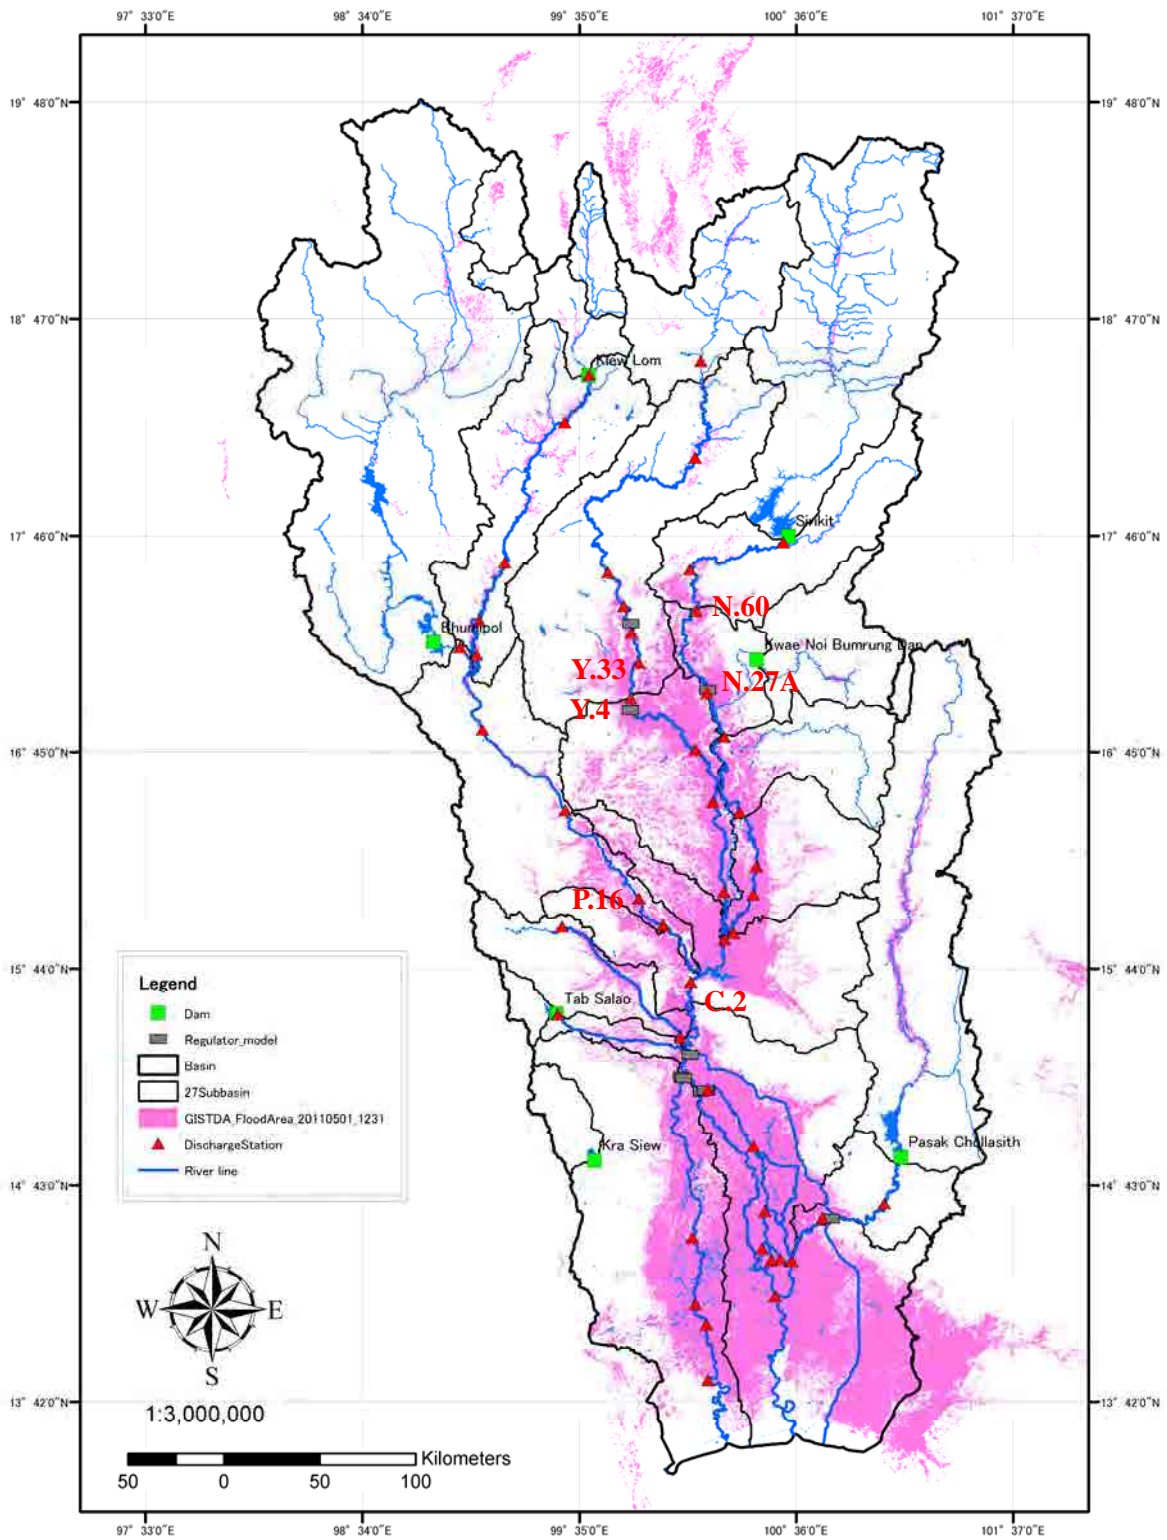 97° 33'0"E 98° 34'0"E 99° 35'0"E 100° 36'0"E 101° 37'0"E
19° 48'0"N 19° 48'0"N
18° 47'0"N 18° 47'0"N
Kiew Lom
Sirikit
17° 46'0"N 17° 46'0"N
N.60
Bhumipol
Kwae Noi Bumrung Dan
Y.33
N.27A
Y.4
16° 45'0"N 16° 45'0"N
P.16
15° 44'0"N 15° 44'0"N
Legend
Tab Salao
C.2
Dam
Regulator_model
Basin
27Subbasin
GISTDA_FloodArea_20110501_1231
DischargeStation
Kra Siew
Pasak Chollasith
River line
14° 43'0"N 14° 43'0"N
N
W E
S
13° 42'0"N 13° 42'0"N
1:3,000,000
Kilometers
50 0 50 100
97° 33'0"E 98° 34'0"E 99° 35'0"E 100° 36'0"E 101° 37'0"E